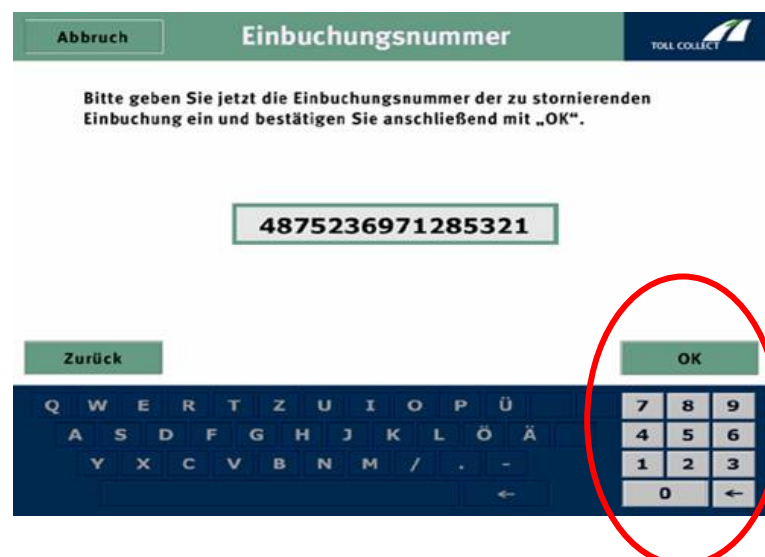 Abbruch
Einbuchungsnummer
TOLL COLLECT
Bitte geben Sie jetzt die Einbuchungsnummer der zu stornierenden
Einbuchung ein und bestätigen Sie anschließend mit „OK“.
4875236971285321
Zurück
OK
Q W E R T Z U I O P Ü
7 8 9
A S D F G H J K L Ö Ä
4 5 6
Y X C V B N M / . -
1 2 3
←
0 ←